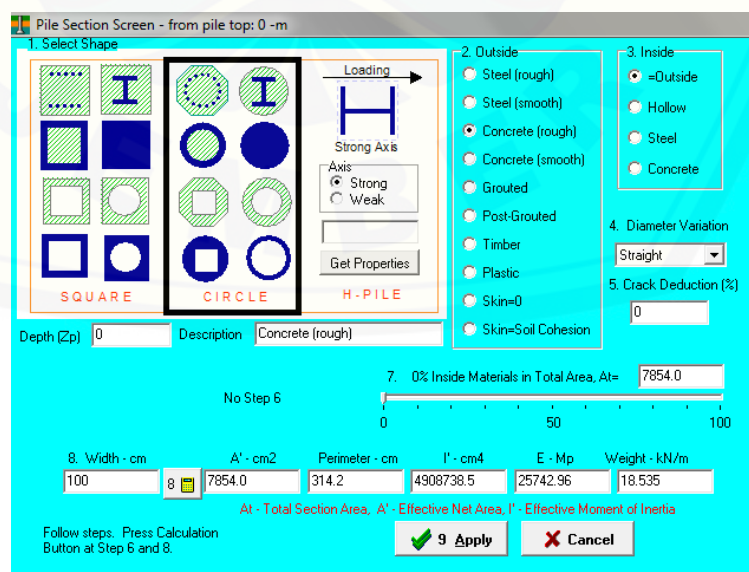 Pile Section Screen - from pile top: 0 -m
1. Select Shape
SQUARE
CIRCLE
Loading
Strong Axis
Axis
Strong
Weak
Get Properties
H-PILE
2. Outside
Steel (rough)
Steel (smooth)
Concrete (rough)
Concrete (smooth)
Grouted
Post-Grouted
Timber
Plastic
Skin=0
Skin=Soil Cohesion
3. Inside
=Outside
Hollow
Steel
Concrete
4. Diameter Variation
Straight
5. Crack Deduction (%)
0
Depth (Zp) 0 Description Concrete (rough)
No Step 6
7. 0% Inside Materials in Total Area, At= 7854.0
0 50 100
8. Width - cm A' - cm2 Perimeter - cm I' - cm4 E - Mp Weight - kN/m
100 8 7854.0 314.2 4908738.5 25742.96 18.535
At - Total Section Area, A' - Effective Net Area, I' - Effective Moment of Inertia
Follow steps. Press Calculation
Button at Step 6 and 8.
9 Apply
Cancel